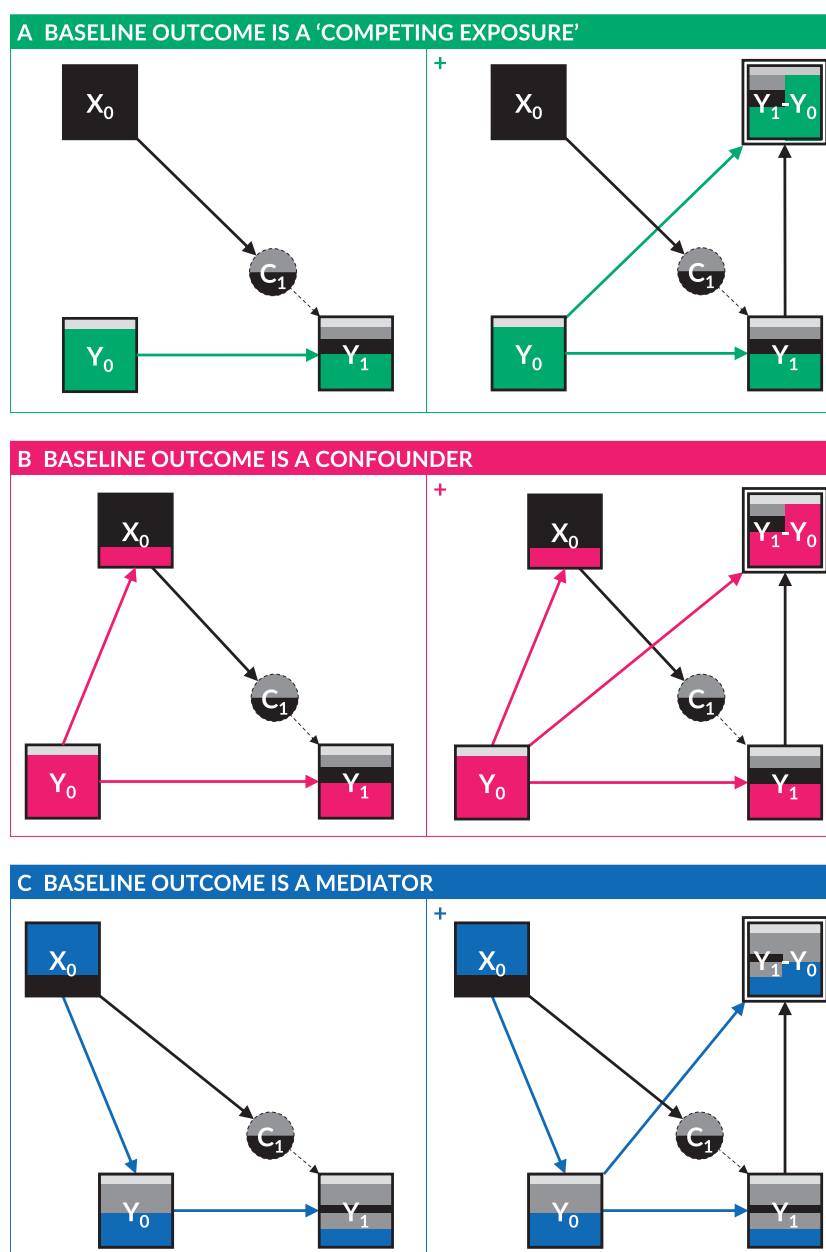 A BASELINE OUTCOME IS A ‘COMPETING EXPOSURE’
X₀
C₁
Y₀
Y₁
+
X₀
Y₁-Y₀
C₁
Y₀
Y₁
B BASELINE OUTCOME IS A CONFOUNDER
X₀
C₁
Y₀
Y₁
+
X₀
Y₁-Y₀
C₁
Y₀
Y₁
C BASELINE OUTCOME IS A MEDIATOR
X₀
C₁
Y₀
Y₁
+
X₀
Y₁-Y₀
C₁
Y₀
Y₁